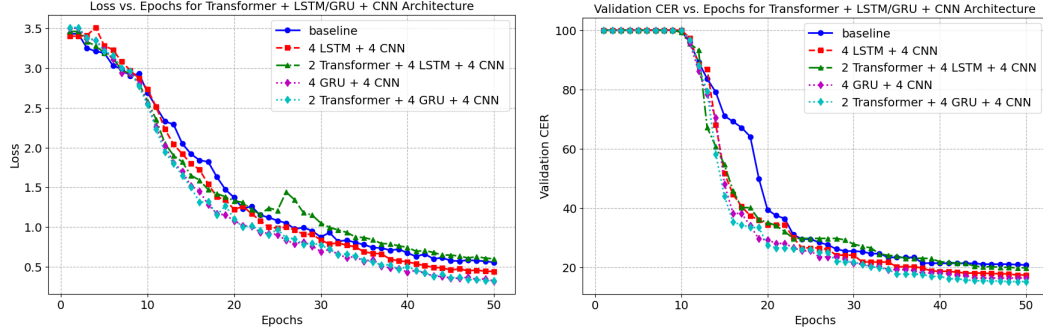 Loss vs. Epochs for Transformer + LSTM/GRU + CNN Architecture
3.5
3.0
2.5
2.0
1.5
1.0
0.5
Loss
0
10
20
30
40
50
Epochs
baseline
4 LSTM + 4 CNN
2 Transformer + 4 LSTM + 4 CNN
4 GRU + 4 CNN
2 Transformer + 4 GRU + 4 CNN
Validation CER vs. Epochs for Transformer + LSTM/GRU + CNN Architecture
100
80
60
40
20
Validation CER
0
10
20
30
40
50
Epochs
baseline
4 LSTM + 4 CNN
2 Transformer + 4 LSTM + 4 CNN
4 GRU + 4 CNN
2 Transformer + 4 GRU + 4 CNN